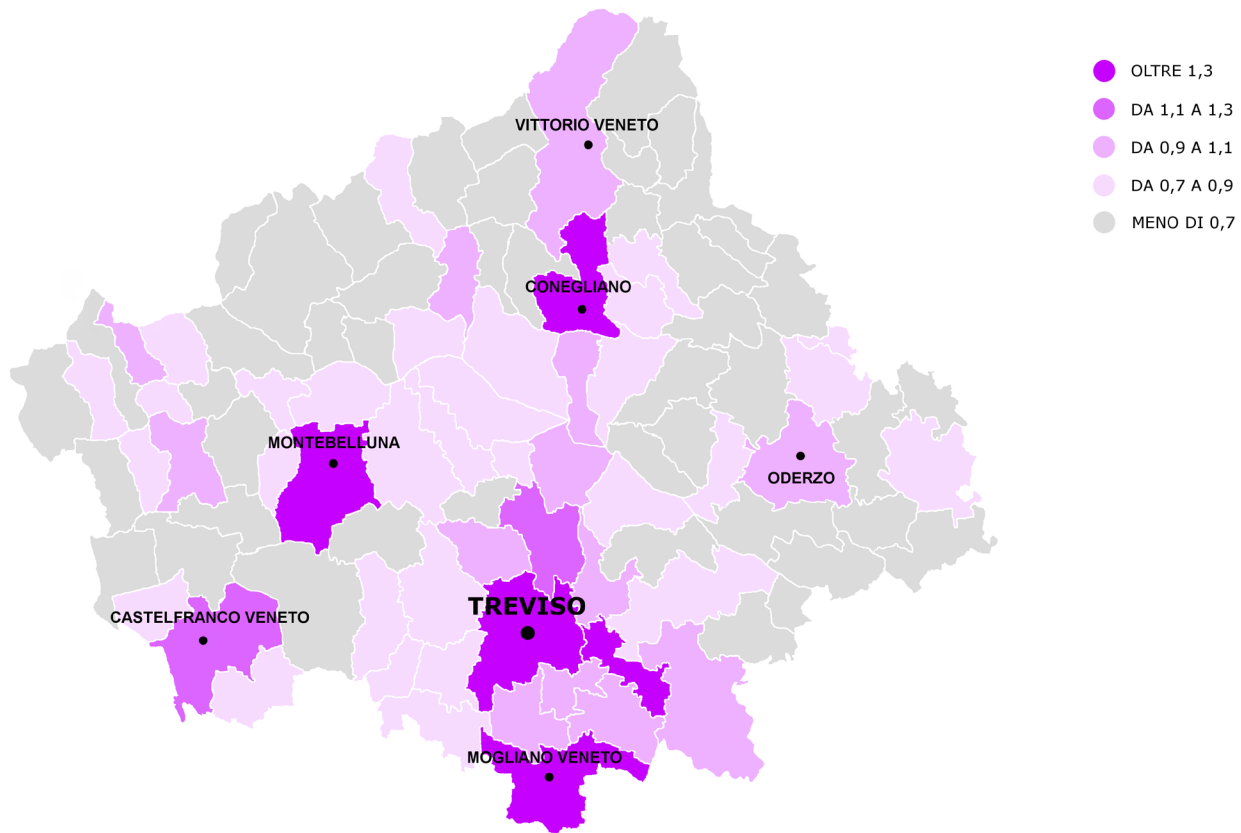 OLTRE 1,3
DA 1,1 A 1,3
VITTORIO VENETO
DA 0,9 A 1,1
DA 0,7 A 0,9
MENO DI 0,7
CONEGLIANO
MONTEBELLUNA
ODERZO
TREVISO
CASTELFRANCO VENETO
MOGLIANO VENETO